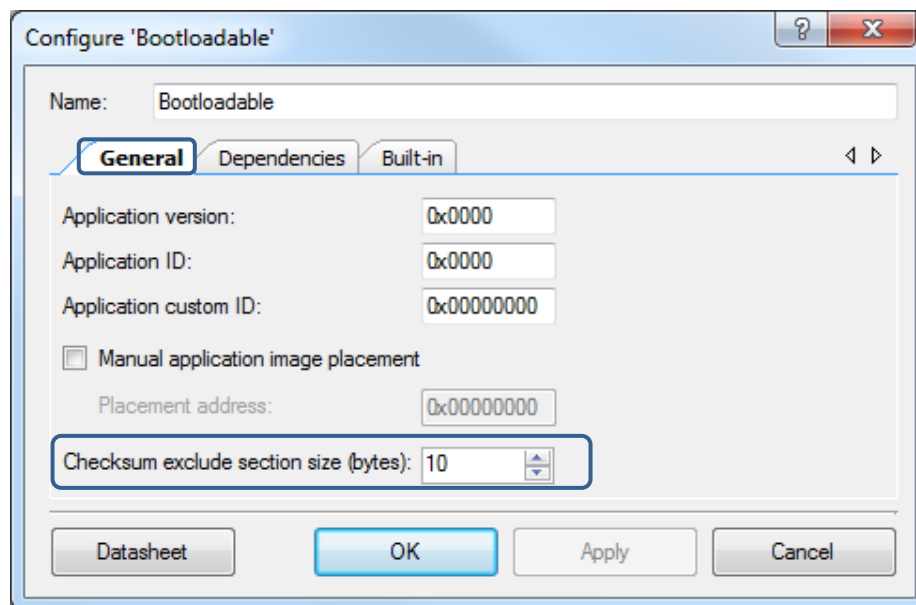 Configure 'Bootloadable'
Name: Bootloadable
General Dependencies Built-in
Application version: 0x0000
Application ID: 0x0000
Application custom ID: 0x00000000
Manual application image placement
Placement address: 0x00000000
Checksum exclude section size (bytes): 10
Datasheet OK Apply Cancel